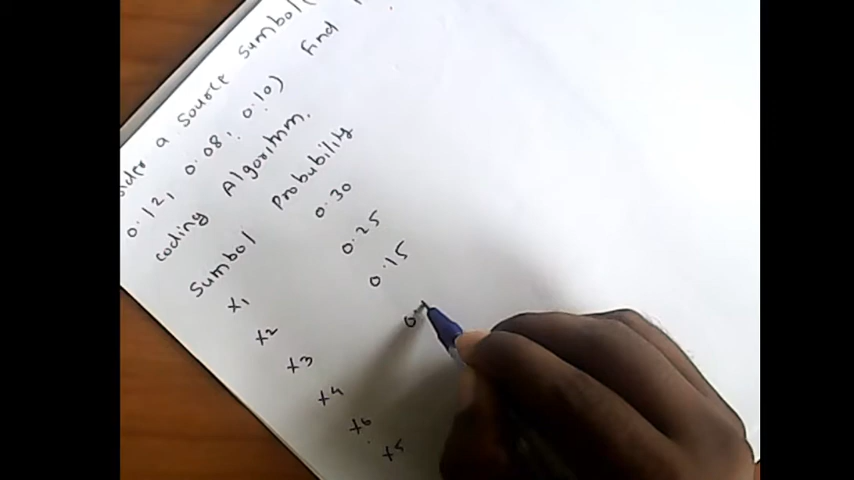 a source symbol(
0.12, 0.08, 0.10) find
coding Algorithm.
Symbol Probability
X1 0.30
X2 0.25
X3 0.15
X4 0.
X6
X5